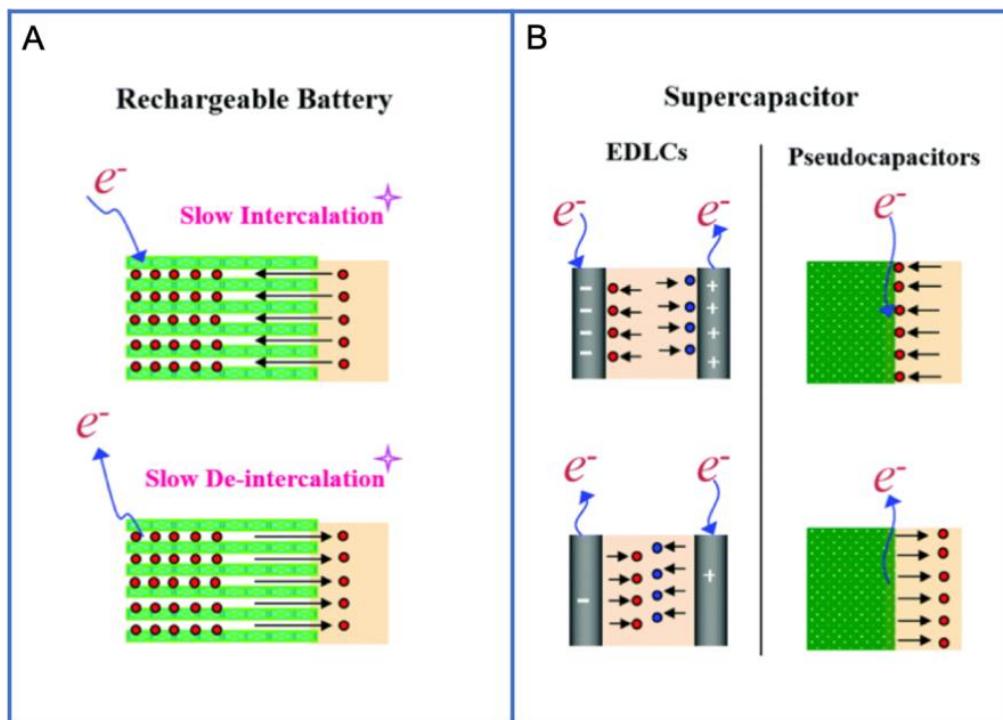 A
Rechargeable Battery
e-
Slow Intercalation
e-
Slow De-intercalation
B
Supercapacitor
EDLCs
Pseudocapacitors
e- e- e-
- +
- +
- +
- +
e- e- e-
- +